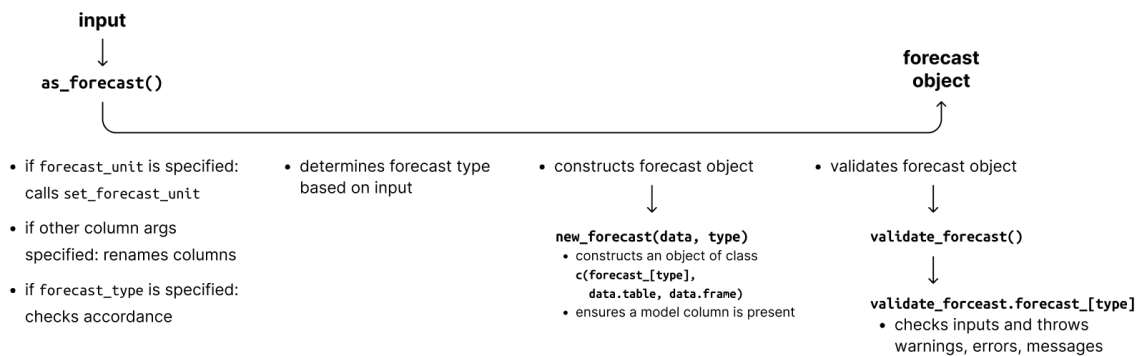 input
as_forecast()
forecast
object
• if forecast_unit is specified:
calls set_forecast_unit
• if other column args
specified: renames columns
• if forecast_type is specified:
checks accordance
• determines forecast type
based on input
• constructs forecast object
new_forecast(data, type)
• constructs an object of class
c(forecast_[type],
data.table, data.frame)
• ensures a model column is present
• validates forecast object
validate_forecast()
validate_forceast.forecast_[type]
• checks inputs and throws
warnings, errors, messages